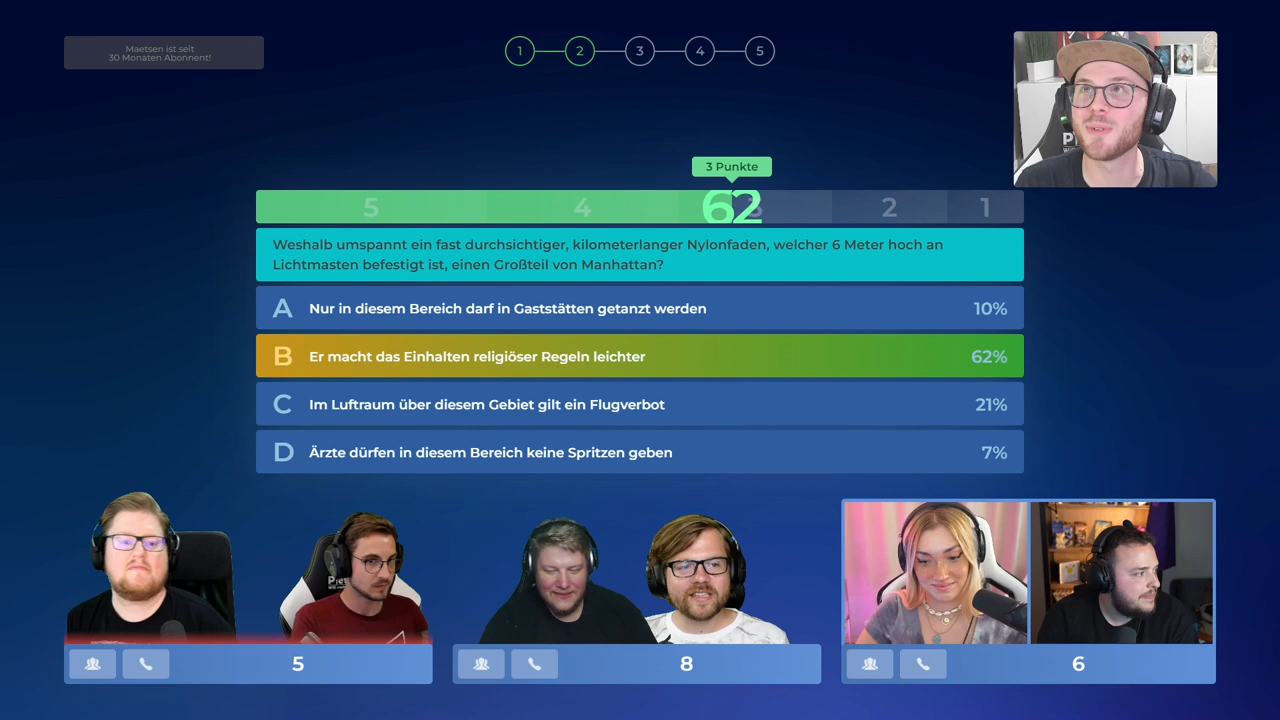 Maetsen ist seit
30 Monaten Abonnent!
1 2 3 4 5
3 Punkte
5 4 62 3 2 1
Weshalb umspannt ein fast durchsichtiger, kilometerlanger Nylonfaden, welcher 6 Meter hoch an
Lichtmasten befestigt ist, einen Großteil von Manhattan?
A Nur in diesem Bereich darf in Gaststätten getanzt werden 10%
B Er macht das Einhalten religiöser Regeln leichter 62%
C Im Luftraum über diesem Gebiet gilt ein Flugverbot 21%
D Ärzte dürfen in diesem Bereich keine Spritzen geben 7%
5 8 6